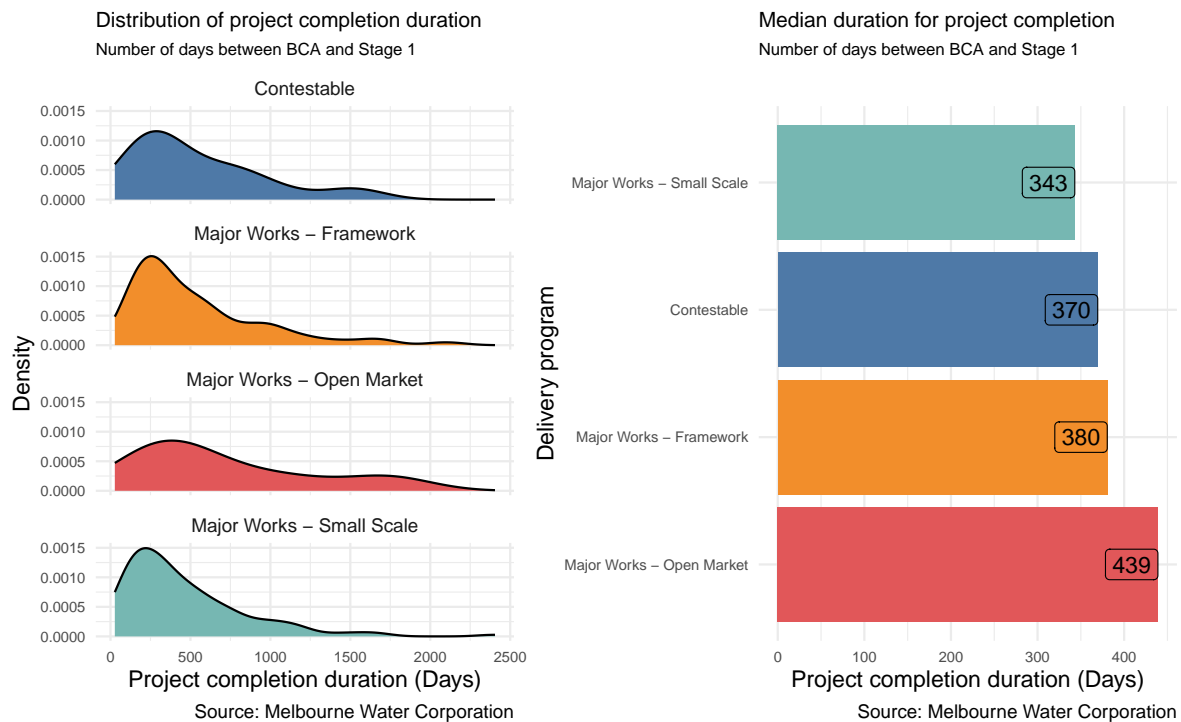 Distribution of project completion duration
Number of days between BCA and Stage 1
Contestable
0.0015
0.0010
0.0005
0.0000
Major Works – Framework
0.0015
0.0010
0.0005
0.0000
Major Works – Open Market
0.0015
0.0010
0.0005
0.0000
Major Works – Small Scale
0.0015
0.0010
0.0005
0.0000
Density
0 500 1000 1500 2000 2500
Project completion duration (Days)
Source: Melbourne Water Corporation
Median duration for project completion
Number of days between BCA and Stage 1
Delivery program
Major Works – Small Scale 343
Contestable 370
Major Works – Framework 380
Major Works – Open Market 439
0 100 200 300 400
Project completion duration (Days)
Source: Melbourne Water Corporation